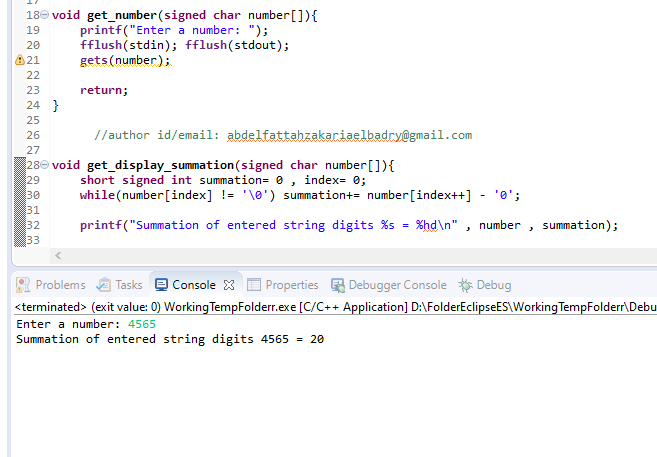 17
18 void get_number(signed char number[]){
19     printf("Enter a number: ");
20     fflush(stdin); fflush(stdout);
21     gets(number);
22
23     return;
24 }
25
26       //author id/email: abdelfattahzakariaelbadry@gmail.com
27
28 void get_display_summation(signed char number[]){
29     short signed int summation= 0 , index= 0;
30     while(number[index] != '\0') summation+= number[index++] - '0';
31
32     printf("Summation of entered string digits %s = %hd\n" , number , summation);
33
Problems Tasks Console Properties Debugger Console Debug
<terminated> (exit value: 0) WorkingTempFolderr.exe [C/C++ Application] D:\FolderEclipseES\WorkingTempFolderr\Debu
Enter a number: 4565
Summation of entered string digits 4565 = 20